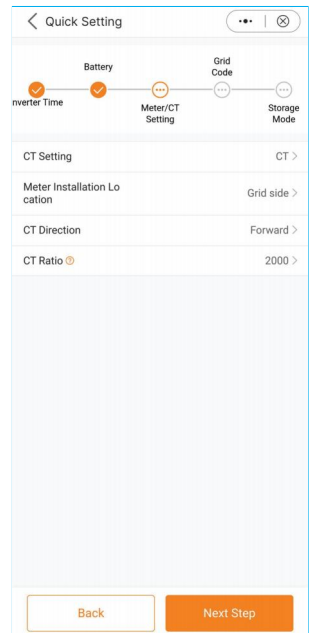 Quick Setting
Battery
Grid
Code
nverter Time
Meter/CT
Setting
Storage
Mode
CT Setting
CT
Meter Installation Lo
cation
Grid side
CT Direction
Forward
CT Ratio
2000
Back
Next Step